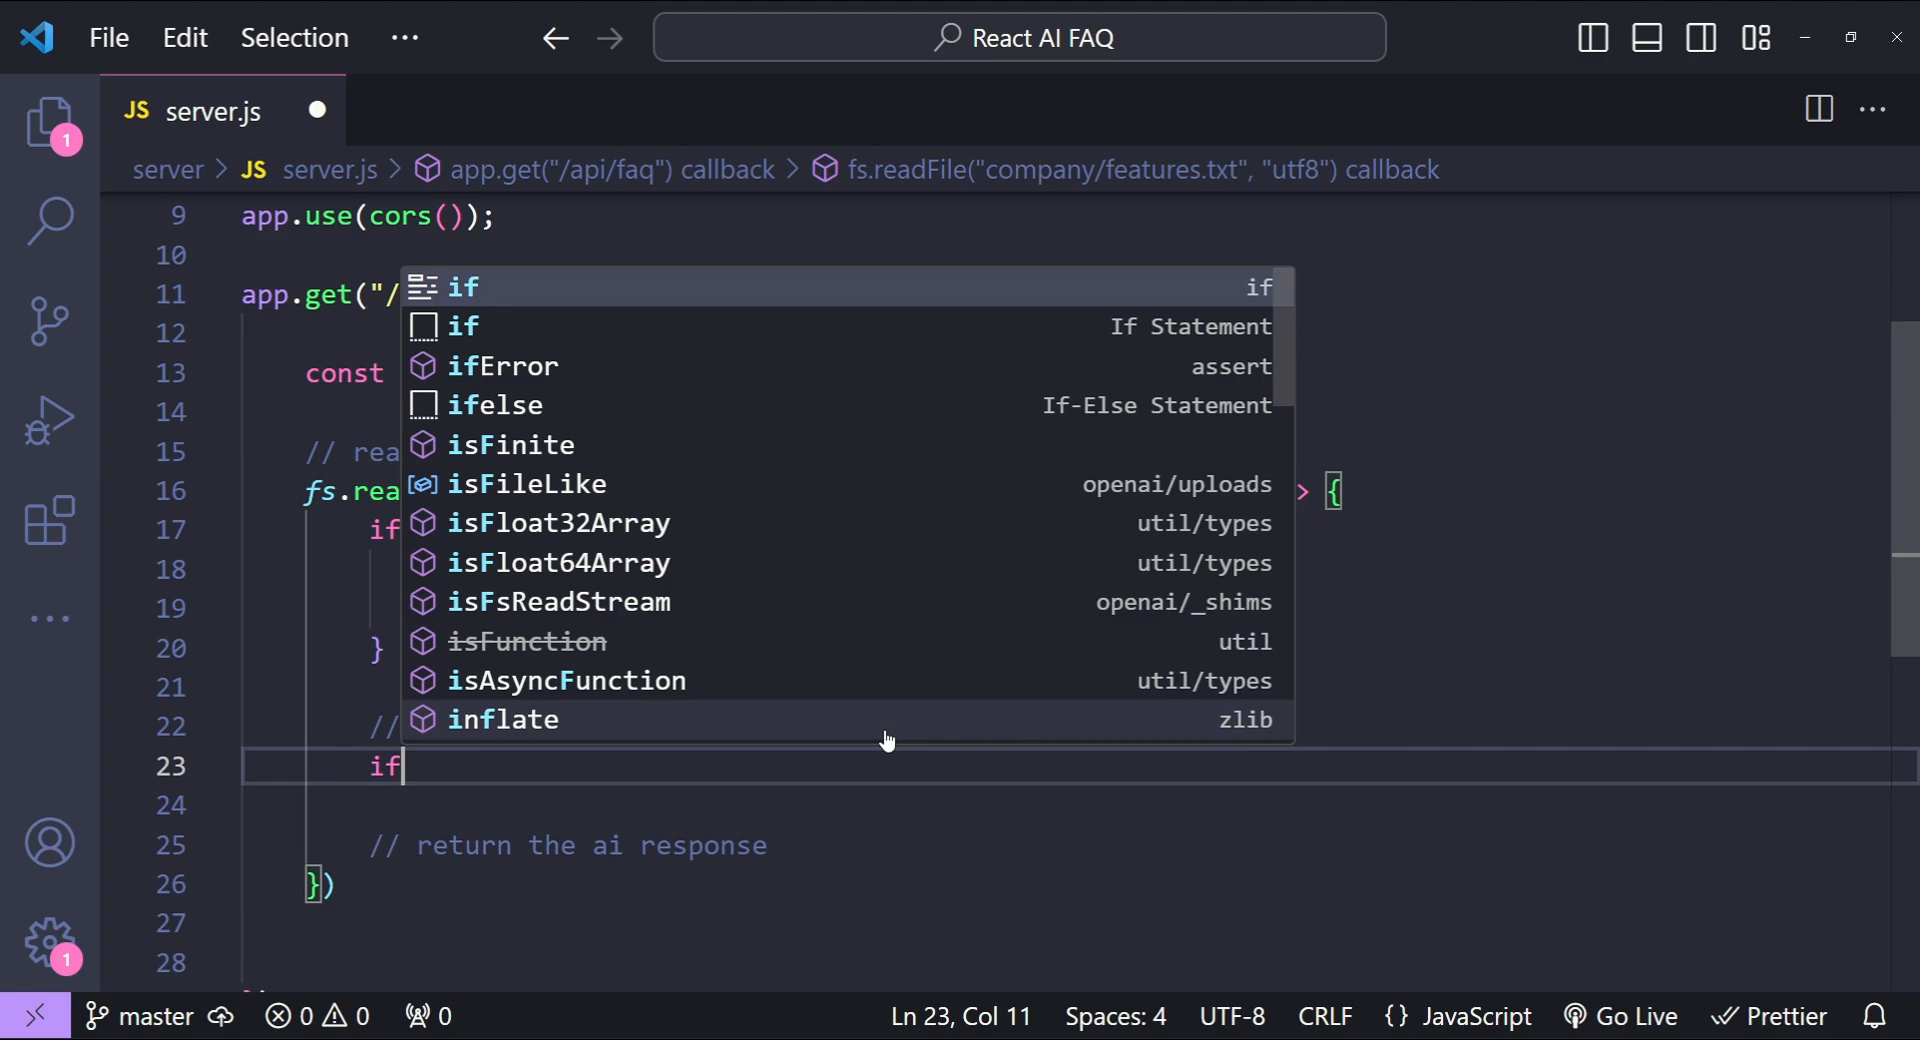 File Edit Selection ··· React AI FAQ
JS server.js
server > JS server.js > app.get("/api/faq") callback > fs.readFile("company/features.txt", "utf8") callback
9 app.use(cors());
10
11 app.get("/
12
13 const
14
15 // rea
16 fs.rea > {
17 if
18
19
20 }
21
22 //
23 if
24
25 // return the ai response
26 })
27
28
if if
if If Statement
ifError assert
ifelse If-Else Statement
isFinite
isFileLike openai/uploads
isFloat32Array util/types
isFloat64Array util/types
isFsReadStream openai/_shims
isFunction util
isAsyncFunction util/types
inflate zlib
1
1
master 0 0 0 Ln 23, Col 11 Spaces: 4 UTF-8 CRLF {} JavaScript Go Live Prettier